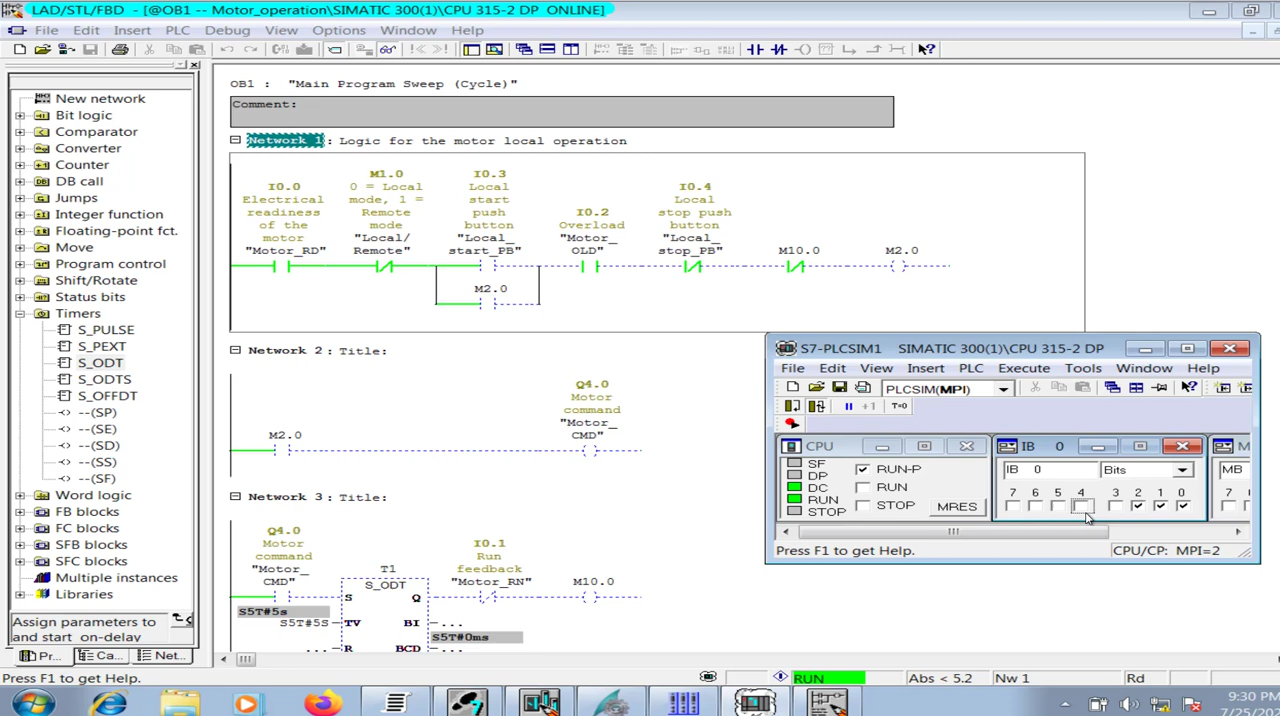 LAD/STL/FBD - [@OB1 -- Motor_operation\SIMATIC 300(1)\CPU 315-2 DP ONLINE]
File Edit Insert PLC Debug View Options Window Help
New network
Bit logic
Comparator
Converter
Counter
DB call
Jumps
Integer function
Floating-point fct.
Move
Program control
Shift/Rotate
Status bits
Timers
S_PULSE
S_PEXT
S_ODT
S_ODTS
S_OFFDT
--(SP)
--(SE)
--(SD)
--(SS)
--(SF)
Word logic
FB blocks
FC blocks
SFB blocks
SFC blocks
Multiple instances
Libraries
Assign parameters to
and start on-delay
Pr... Ca... Net...
OB1 : "Main Program Sweep (Cycle)"
Comment:
Network 1: Logic for the motor local operation
I0.0
Electrical
readiness
of the
motor
"Motor_RD"
M1.0
0 = Local
mode, 1 =
Remote
mode
"Local/
Remote"
I0.3
Local
start
push
button
"Local_
start_PB"
M2.0
I0.2
Overload
"Motor_
OLD"
I0.4
Local
stop push
button
"Local_
stop_PB"
M10.0
M2.0
Network 2: Title:
M2.0
Q4.0
Motor
command
"Motor_
CMD"
Network 3: Title:
Q4.0
Motor
command
"Motor_
CMD"
T1
S_ODT
S Q
S5T#5s
S5T#5S TV BI ...
S5T#0ms
... R BCD ...
I0.1
Run
feedback
"Motor_RN"
M10.0
S7-PLCSIM1 SIMATIC 300(1)\CPU 315-2 DP
File Edit View Insert PLC Execute Tools Window Help
PLCSIM(MPI)
+1 T=0
CPU
SF
DP
DC
RUN
STOP
RUN-P
RUN
STOP MRES
IB 0
IB 0 Bits
7 6 5 4 3 2 1 0
M
MB
7
Press F1 to get Help. CPU/CP: MPI=2
Press F1 to get Help. RUN Abs < 5.2 Nw 1 Rd
9:30 PM